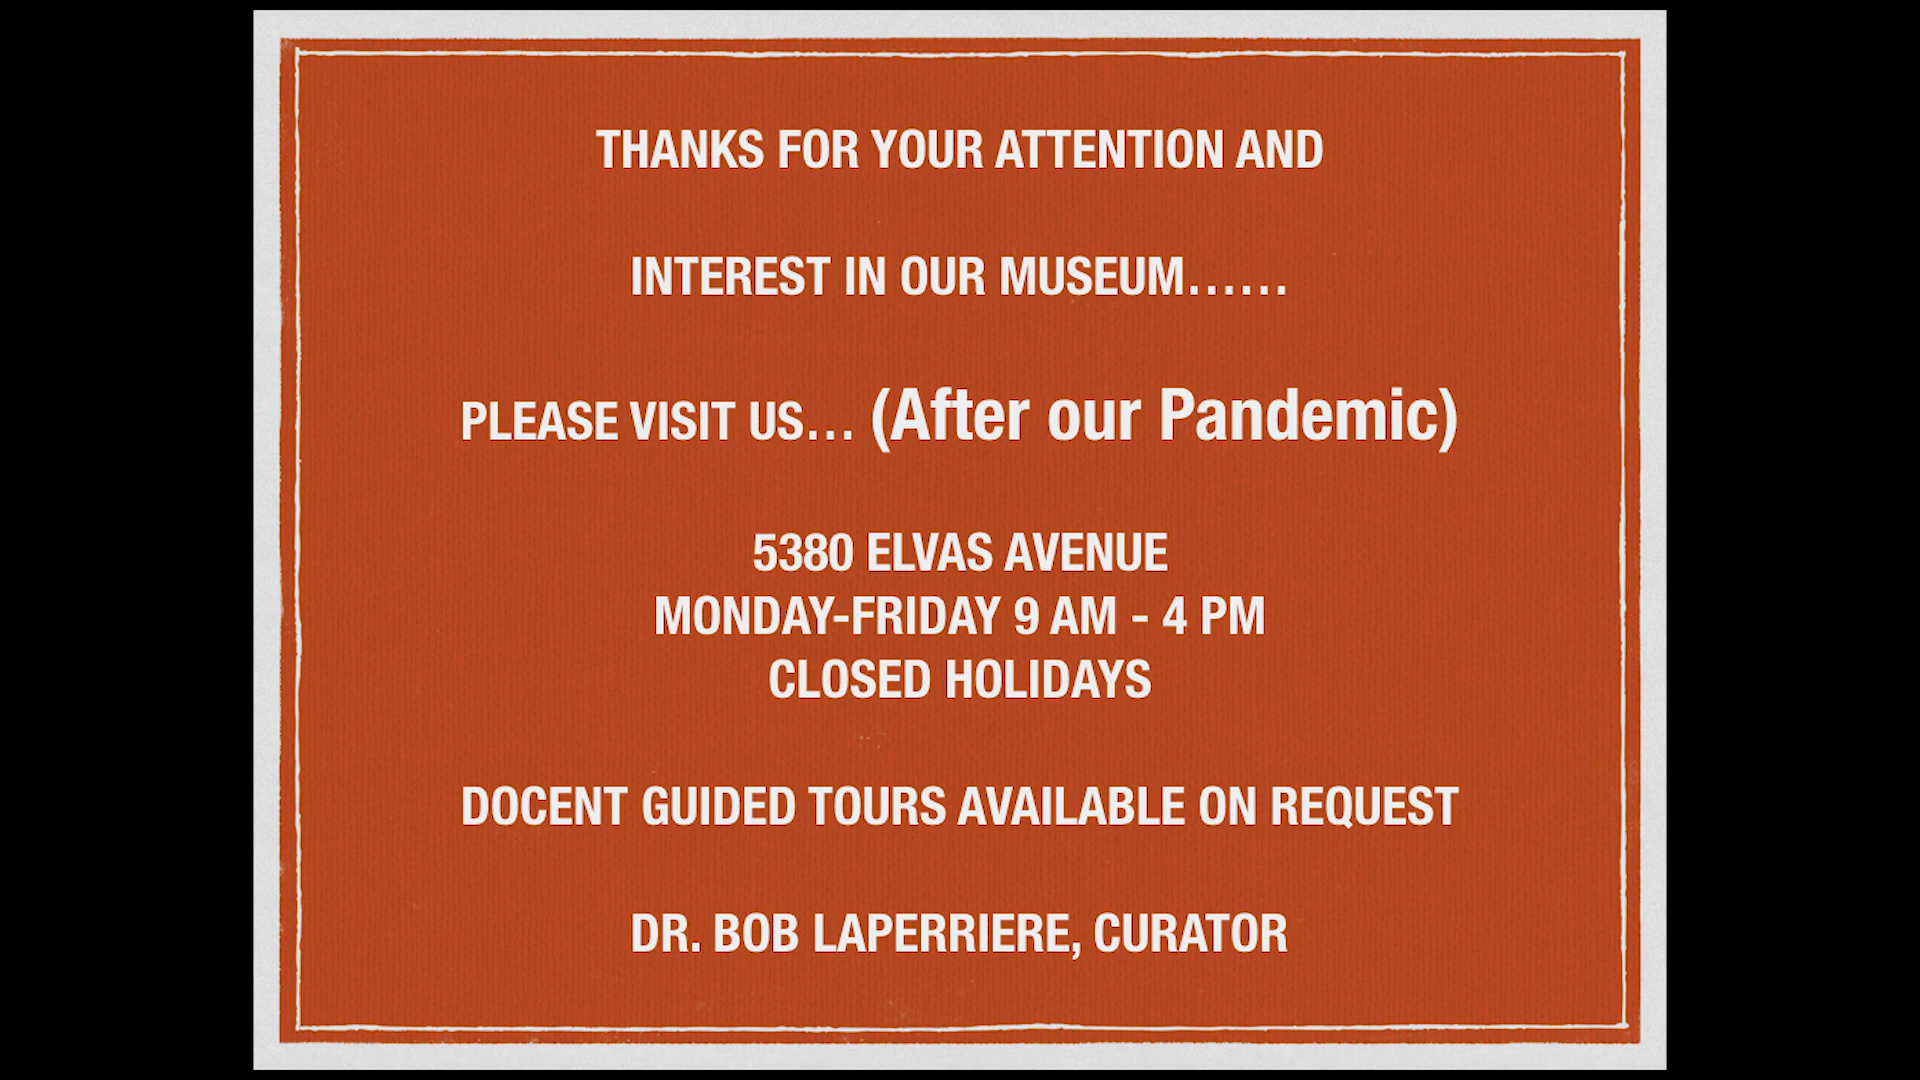 THANKS FOR YOUR ATTENTION AND
INTEREST IN OUR MUSEUM……
PLEASE VISIT US… (After our Pandemic)
5380 ELVAS AVENUE
MONDAY-FRIDAY 9 AM - 4 PM
CLOSED HOLIDAYS
DOCENT GUIDED TOURS AVAILABLE ON REQUEST
DR. BOB LAPERRIERE, CURATOR